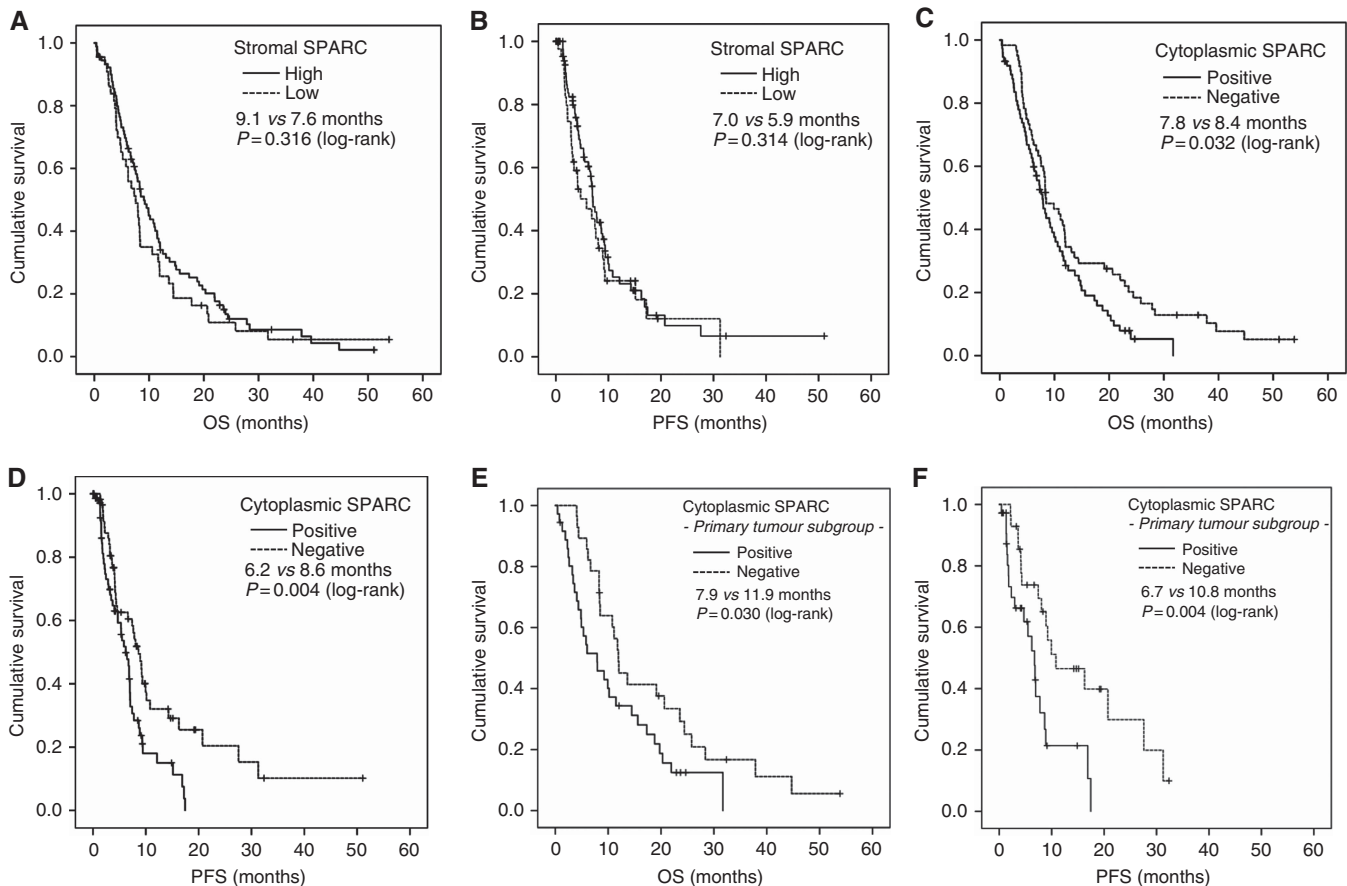 A
Stromal SPARC
High
Low
9.1 vs 7.6 months
P=0.316 (log-rank)
Cumulative survival
1.0
0.8
0.6
0.4
0.2
0.0
0 10 20 30 40 50 60
OS (months)
B
Stromal SPARC
High
Low
7.0 vs 5.9 months
P=0.314 (log-rank)
Cumulative survival
1.0
0.8
0.6
0.4
0.2
0.0
0 10 20 30 40 50 60
PFS (months)
C
Cytoplasmic SPARC
Positive
Negative
7.8 vs 8.4 months
P=0.032 (log-rank)
Cumulative survival
1.0
0.8
0.6
0.4
0.2
0.0
0 10 20 30 40 50 60
OS (months)
D
Cytoplasmic SPARC
Positive
Negative
6.2 vs 8.6 months
P=0.004 (log-rank)
Cumulative survival
1.0
0.8
0.6
0.4
0.2
0.0
0 10 20 30 40 50 60
PFS (months)
E
Cytoplasmic SPARC
- Primary tumour subgroup -
Positive
Negative
7.9 vs 11.9 months
P=0.030 (log-rank)
Cumulative survival
1.0
0.8
0.6
0.4
0.2
0.0
0 10 20 30 40 50 60
OS (months)
F
Cytoplasmic SPARC
- Primary tumour subgroup -
Positive
Negative
6.7 vs 10.8 months
P=0.004 (log-rank)
Cumulative survival
1.0
0.8
0.6
0.4
0.2
0.0
0 10 20 30 40 50 60
PFS (months)